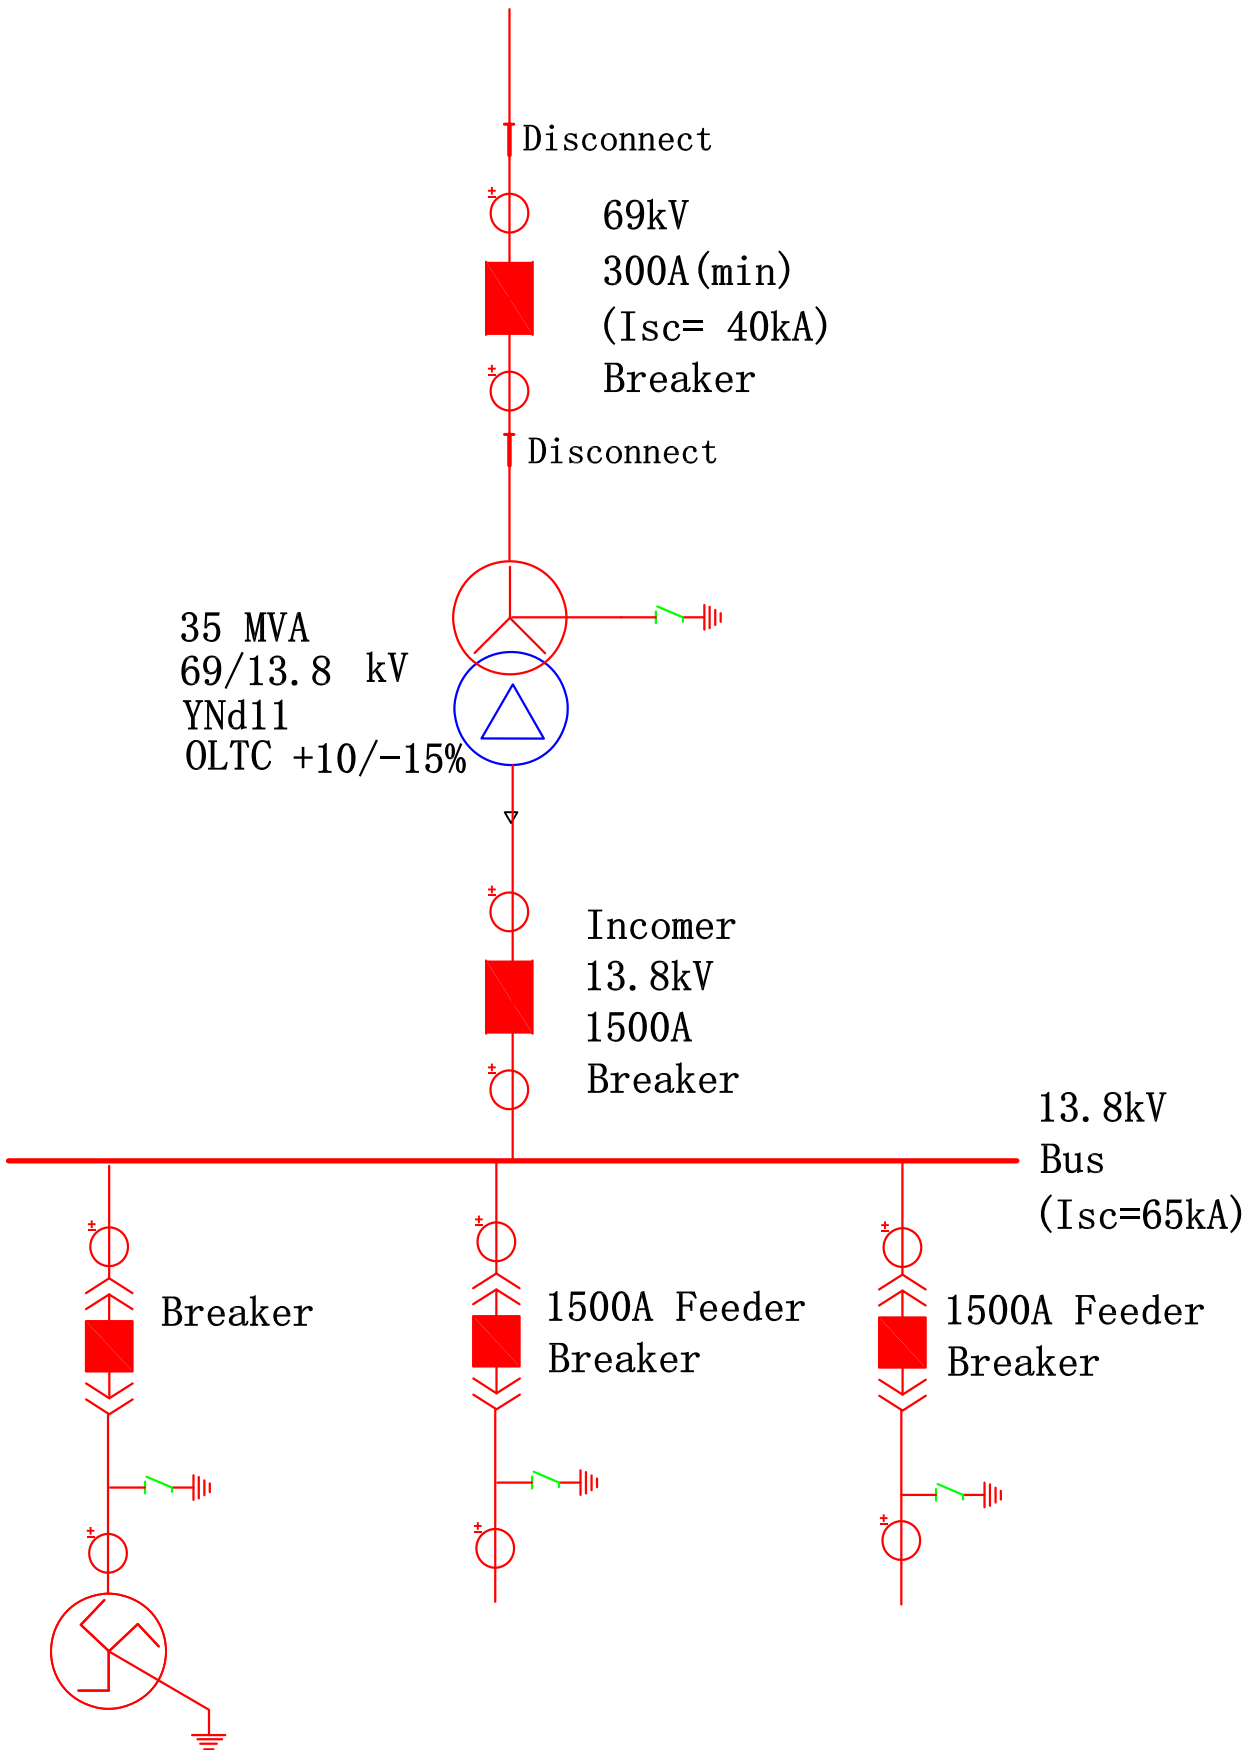 Disconnect
69kV
300A(min)
(Isc= 40kA)
Breaker
Disconnect
35 MVA
69/13.8 kV
YNd11
OLTC +10/-15%
Incomer
13.8kV
1500A
Breaker
13.8kV
Bus
(Isc=65kA)
Breaker
1500A Feeder
Breaker
1500A Feeder
Breaker